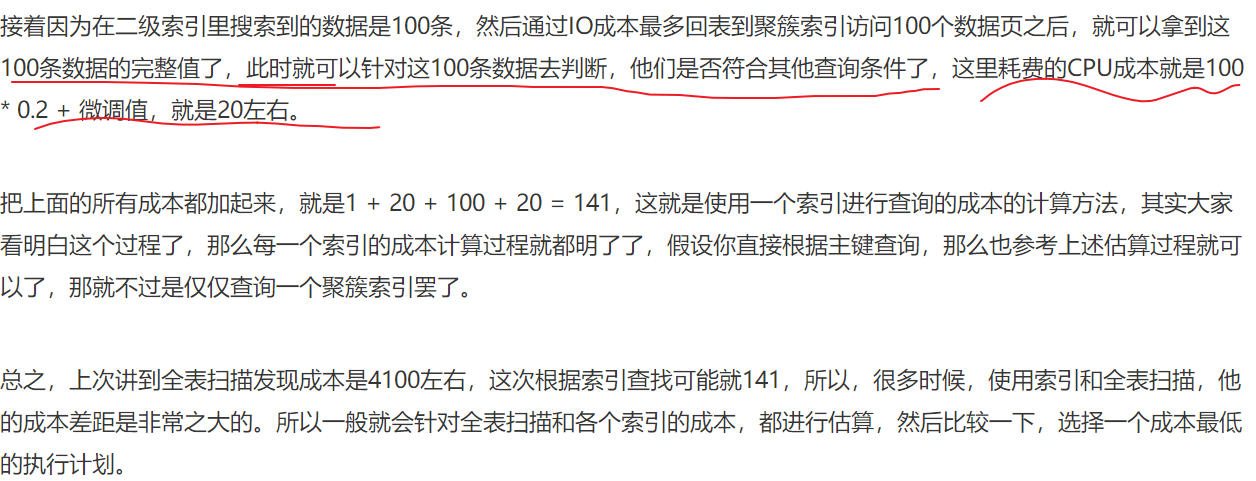 接着因为在二级索引里搜索到的数据是100条，然后通过IO成本最多回表到聚簇索引访问100个数据页之后，就可以拿到这
100条数据的完整值了，此时就可以针对这100条数据去判断，他们是否符合其他查询条件了，这里耗费的CPU成本就是100
* 0.2 + 微调值，就是20左右。
把上面的所有成本都加起来，就是1 + 20 + 100 + 20 = 141，这就是使用一个索引进行查询的成本的计算方法，其实大家
看明白这个过程了，那么每一个索引的成本计算过程就都明了了，假设你直接根据主键查询，那么也参考上述估算过程就可
以了，那就不过是仅仅查询一个聚簇索引罢了。
总之，上次讲到全表扫描发现成本是4100左右，这次根据索引查找可能就141，所以，很多时候，使用索引和全表扫描，他
的成本差距是非常之大的。所以一般就会针对全表扫描和各个索引的成本，都进行估算，然后比较一下，选择一个成本最低
的执行计划。